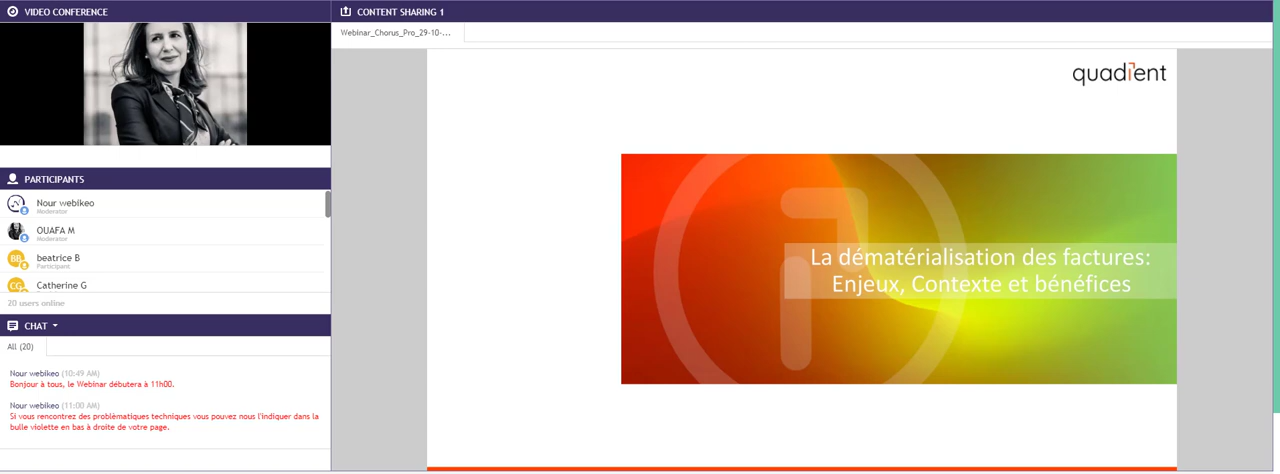 VIDEO CONFERENCE
PARTICIPANTS
Nour webikeo
Moderator
OUAFA M
Moderator
BB
beatrice B
Participant
CG
Catherine G
20 users online
CHAT
All (20)
Nour webikeo (10:49 AM)
Bonjour à tous, le Webinar débutera à 11h00.
Nour webikeo (11:00 AM)
Si vous rencontrez des problèmatiques techniques vous pouvez nous l'indiquer dans la
bulle violette en bas à droite de votre page.
CONTENT SHARING 1
Webinar_Chorus_Pro_29-10-...
quadient
La dématérialisation des factures:
Enjeux, Contexte et bénéfices